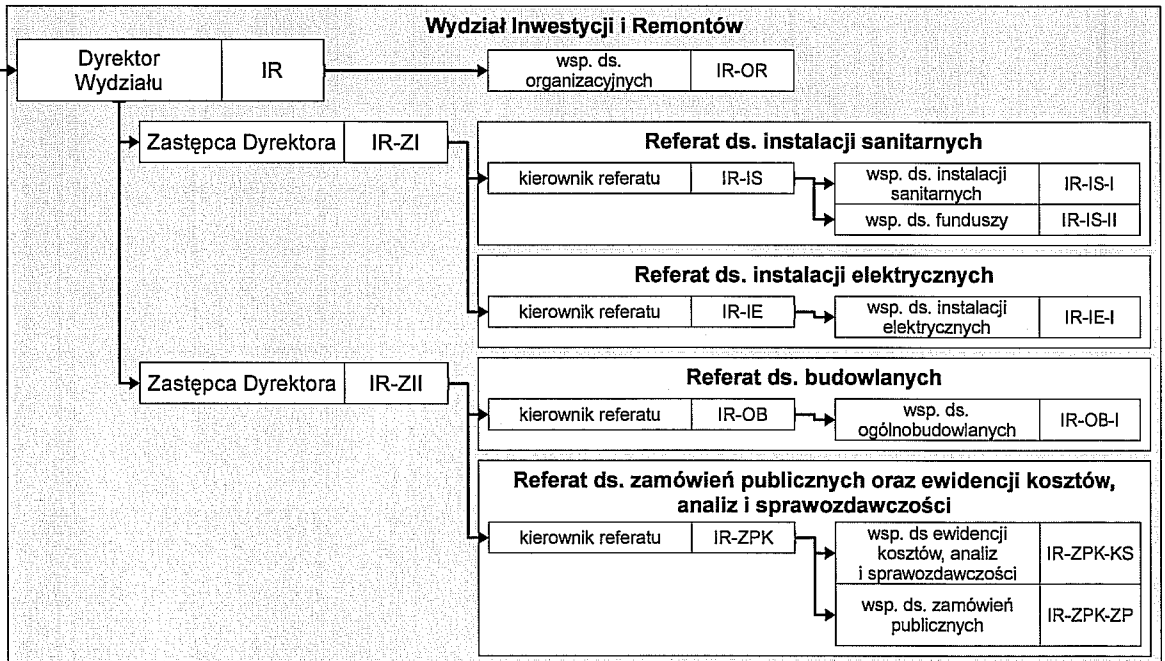 Wydział Inwestycji i Remontów
Dyrektor
Wydziału
IR
wsp. ds.
organizacyjnych
IR-OR
Zastępca Dyrektora
IR-ZI
Referat ds. instalacji sanitarnych
kierownik referatu
IR-IS
wsp. ds. instalacji
sanitarnych
IR-IS-I
wsp. ds. funduszy
IR-IS-II
Referat ds. instalacji elektrycznych
kierownik referatu
IR-IE
wsp. ds. instalacji
elektrycznych
IR-IE-I
Zastępca Dyrektora
IR-ZII
Referat ds. budowlanych
kierownik referatu
IR-OB
wsp. ds.
ogólnobudowlanych
IR-OB-I
Referat ds. zamówień publicznych oraz ewidencji kosztów,
analiz i sprawozdawczości
kierownik referatu
IR-ZPK
wsp. ds ewidencji
kosztów, analiz
i sprawozdawczości
IR-ZPK-KS
wsp. ds. zamówień
publicznych
IR-ZPK-ZP